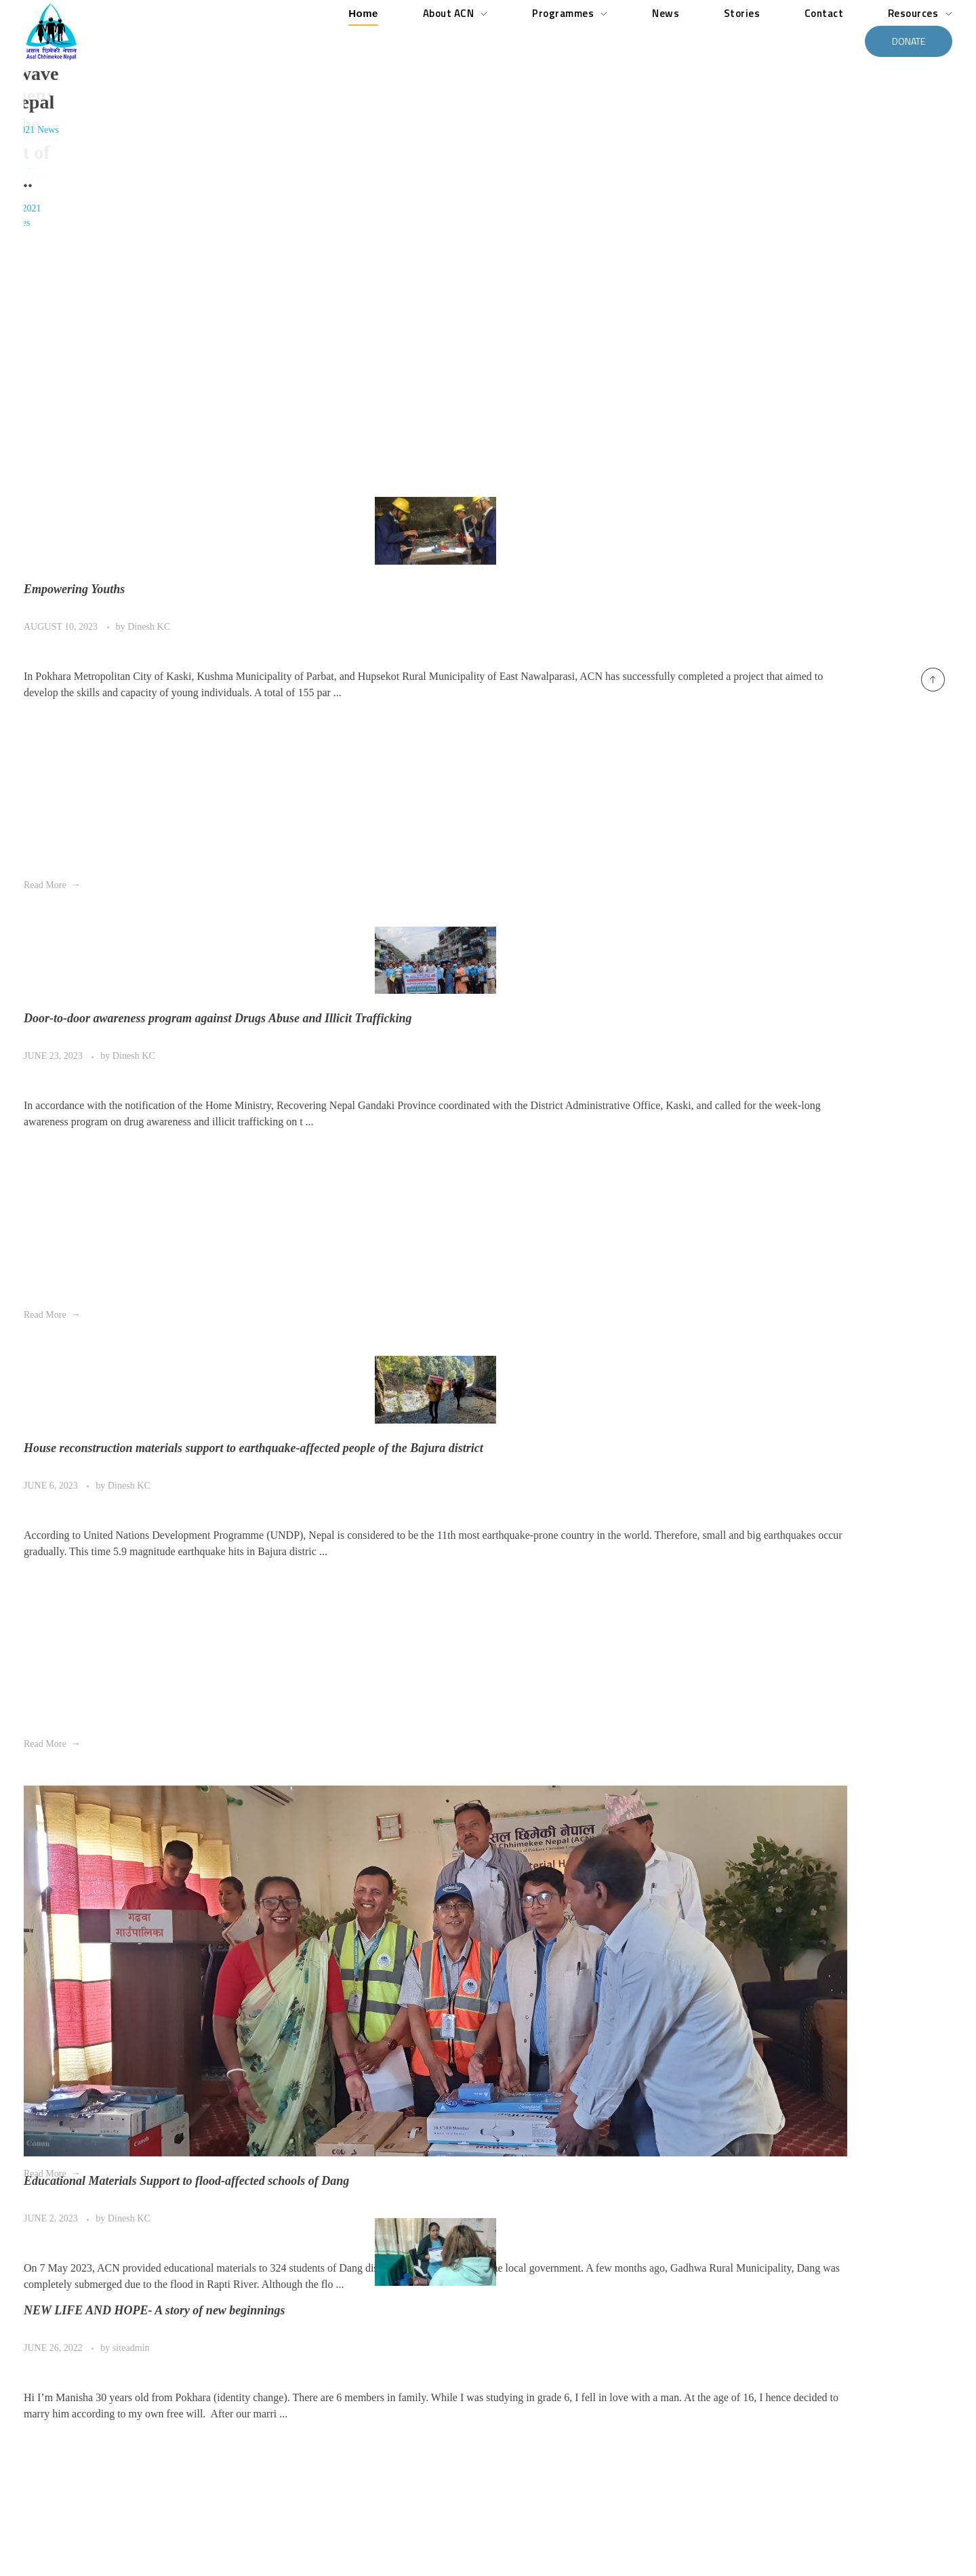 Home
About ACN
Programmes
News
Stories
Contact
Resources
DONATE
असल छिमेकी नेपाल
Asal Chhimekee Nepal
wave
epal
021 News
t of
...
2021
es
Empowering Youths
AUGUST 10, 2023 • by Dinesh KC
In Pokhara Metropolitan City of Kaski, Kushma Municipality of Parbat, and Hupsekot Rural Municipality of East Nawalparasi, ACN has successfully completed a project that aimed to
develop the skills and capacity of young individuals. A total of 155 par ...
Read More →
Door-to-door awareness program against Drugs Abuse and Illicit Trafficking
JUNE 23, 2023 • by Dinesh KC
In accordance with the notification of the Home Ministry, Recovering Nepal Gandaki Province coordinated with the District Administrative Office, Kaski, and called for the week-long
awareness program on drug awareness and illicit trafficking on t ...
Read More →
House reconstruction materials support to earthquake-affected people of the Bajura district
JUNE 6, 2023 • by Dinesh KC
According to United Nations Development Programme (UNDP), Nepal is considered to be the 11th most earthquake-prone country in the world. Therefore, small and big earthquakes occur
gradually. This time 5.9 magnitude earthquake hits in Bajura distric ...
Read More →
सल छिमेकी नेपाल
Chhimekee Nepal (ACN)
erial H
गढवा
गाउँपालिका
Canon
Canon
Read More →
Educational Materials Support to flood-affected schools of Dang
JUNE 2, 2023 • by Dinesh KC
On 7 May 2023, ACN provided educational materials to 324 students of Dang dis e local government. A few months ago, Gadhwa Rural Municipality, Dang was
completely submerged due to the flood in Rapti River. Although the flo ...
NEW LIFE AND HOPE- A story of new beginnings
JUNE 26, 2022 • by siteadmin
Hi I’m Manisha 30 years old from Pokhara (identity change). There are 6 members in family. While I was studying in grade 6, I fell in love with a man. At the age of 16, I hence decided to
marry him according to my own free will.  After our marri ...